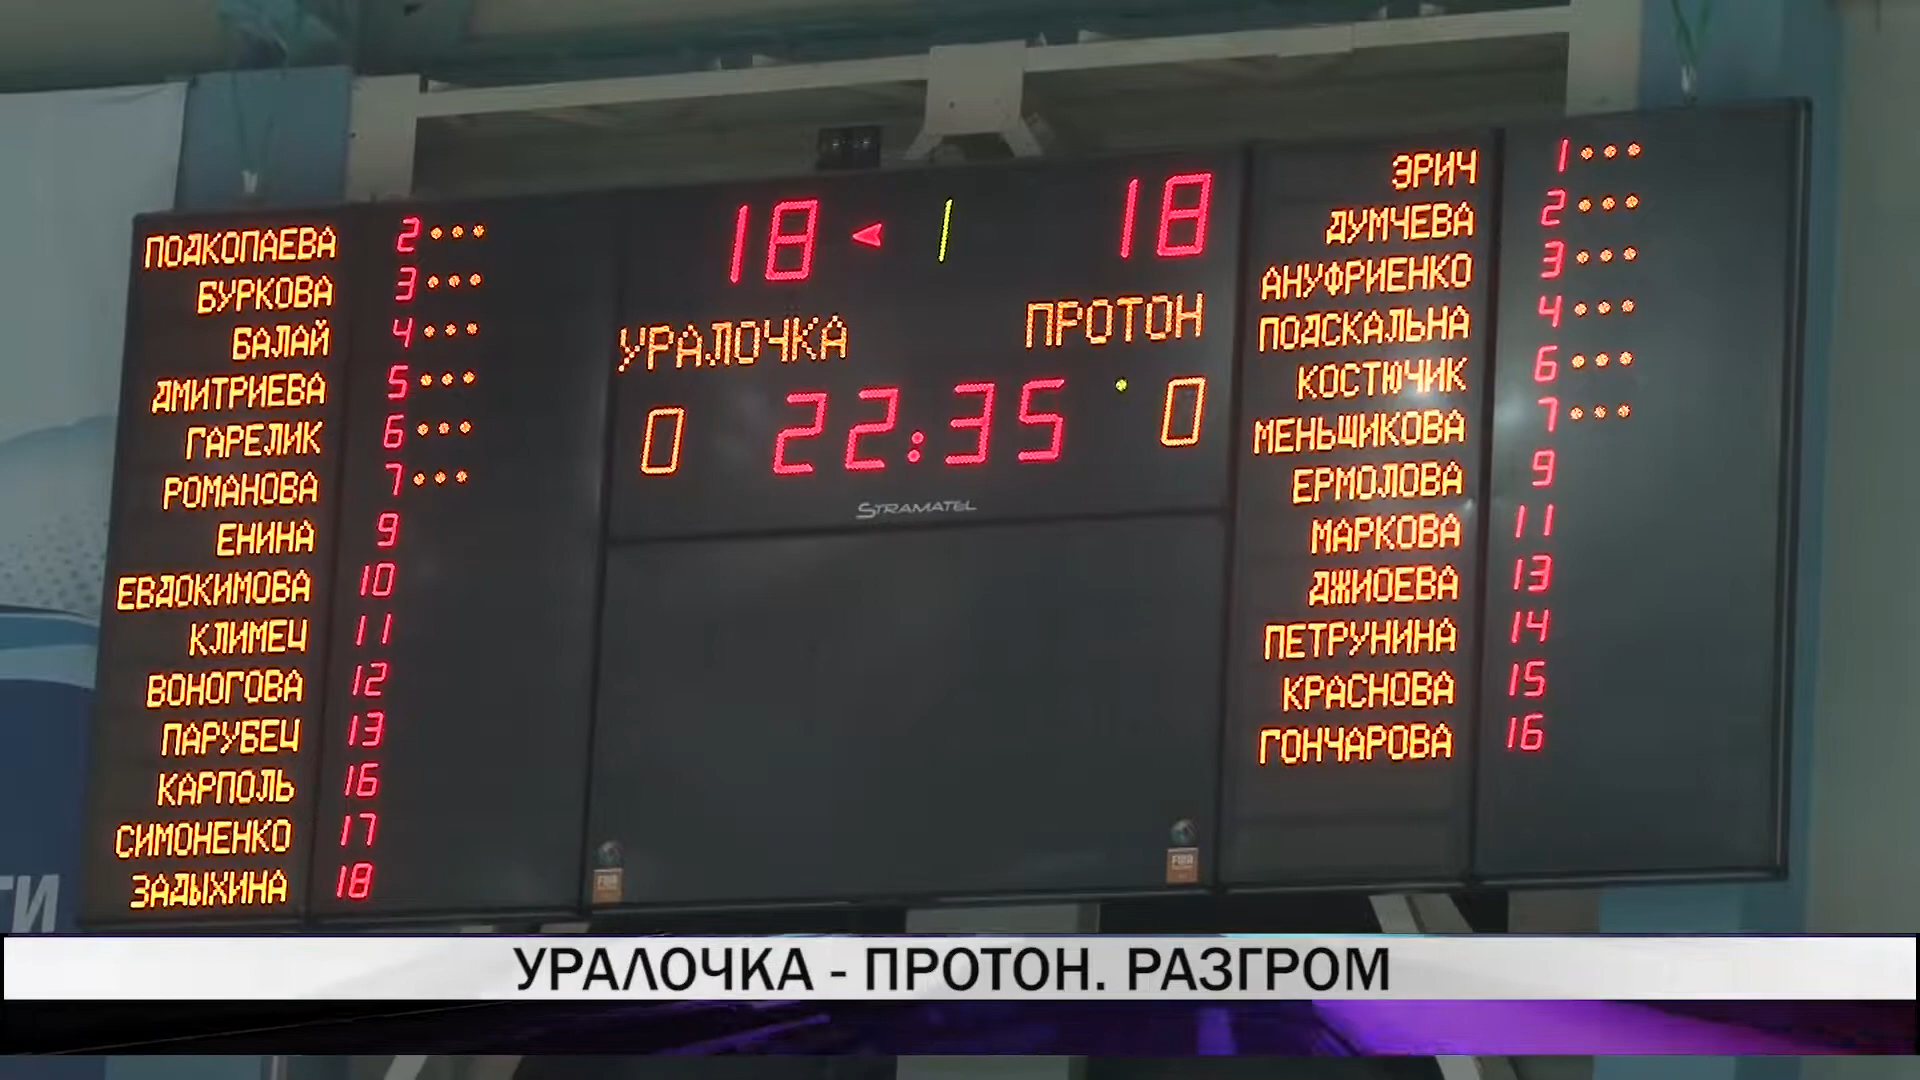 ПОДКОПАЕВА 2
БУРКОВА 3
БАЛАЙ 4
ДМИТРИЕВА 5
ГАРЕЛИК 6
РОМАНОВА 7
ЕНИНА 9
ЕВДОКИМОВА 10
КЛИМЕЦ 11
ВОНОГОВА 12
ПАРУБЕЦ 13
КАРПОЛЬ 16
СИМОНЕНКО 17
ЗАДЫХИНА 18
18 1 18
УРАЛОЧКА ПРОТОН
0 22:35 0
STRAMATEL
ЭРИЧ 1
ДУМЧЕВА 2
АНУФРИЕНКО 3
ПОДСКАЛЬНА 4
КОСТЮЧИК 6
МЕНЬЩИКОВА 7
ЕРМОЛОВА 9
МАРКОВА 11
ДЖИОЕВА 13
ПЕТРУНИНА 14
КРАСНОВА 15
ГОНЧАРОВА 16
FIBA
FIBA
ТИ
УРАЛОЧКА - ПРОТОН. РАЗГРОМ